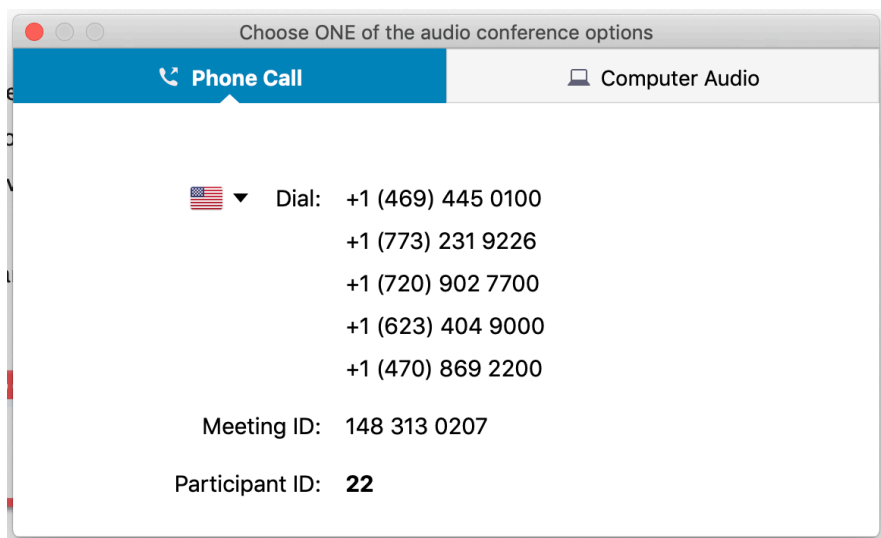 Choose ONE of the audio conference options
Phone Call
Computer Audio
Dial: +1 (469) 445 0100
+1 (773) 231 9226
+1 (720) 902 7700
+1 (623) 404 9000
+1 (470) 869 2200
Meeting ID: 148 313 0207
Participant ID: 22